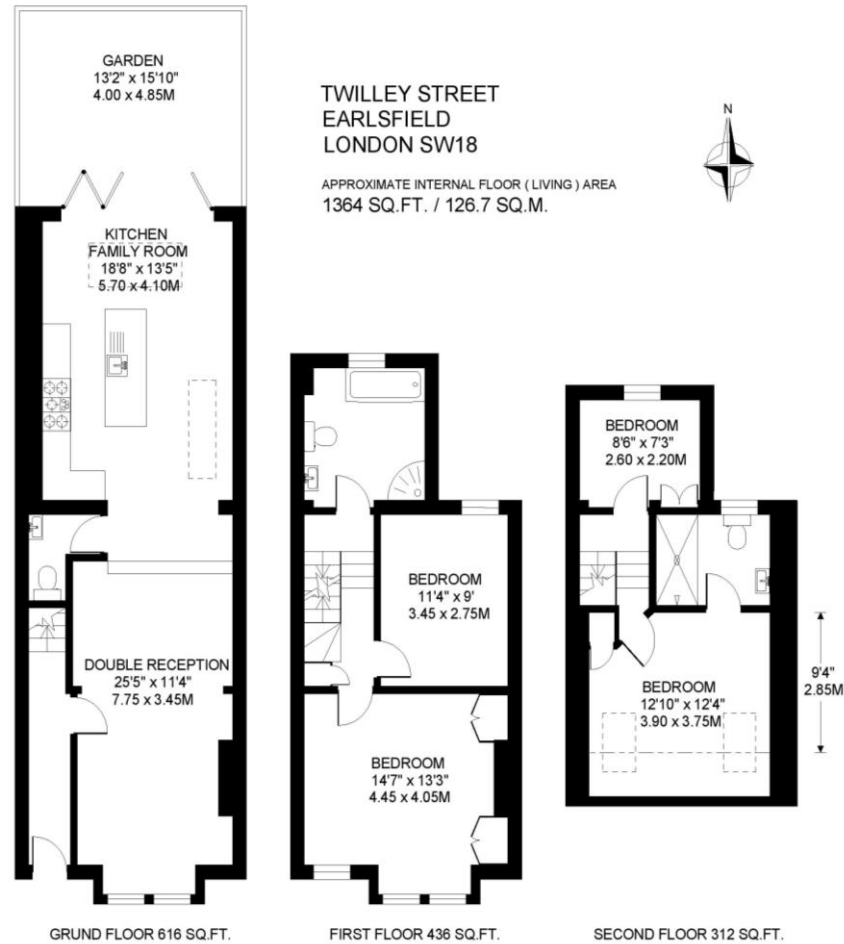 GARDEN
13'2" x 15'10"
4.00 x 4.85M
TWILLEY STREET
EARLSFIELD
LONDON SW18
APPROXIMATE INTERNAL FLOOR ( LIVING ) AREA
1364 SQ.FT. / 126.7 SQ.M.
N
KITCHEN
FAMILY ROOM
18'8" x 13'5"
5.70 x 4.10M
DOUBLE RECEPTION
25'5" x 11'4"
7.75 x 3.45M
GRUND FLOOR 616 SQ.FT.
BEDROOM
11'4" x 9'
3.45 x 2.75M
BEDROOM
14'7" x 13'3"
4.45 x 4.05M
FIRST FLOOR 436 SQ.FT.
BEDROOM
8'6" x 7'3"
2.60 x 2.20M
BEDROOM
12'10" x 12'4"
3.90 x 3.75M
9'4"
2.85M
SECOND FLOOR 312 SQ.FT.